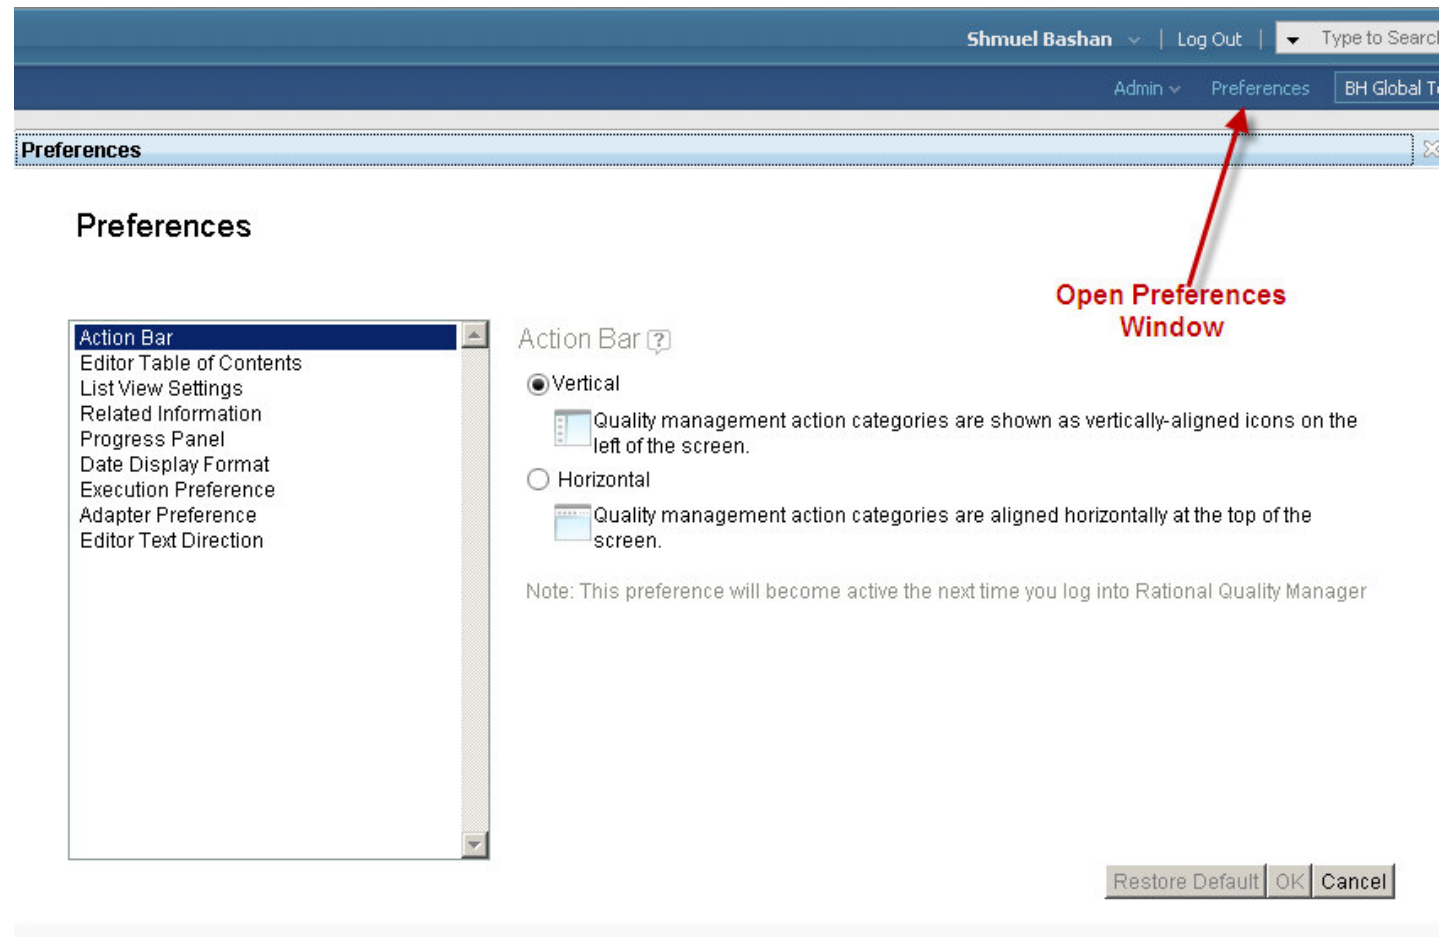 Shmuel Bashan | Log Out | Type to Search
Admin Preferences BH Global
Preferences
Preferences
Open Preferences
Window
Action Bar
Editor Table of Contents
List View Settings
Related Information
Progress Panel
Date Display Format
Execution Preference
Adapter Preference
Editor Text Direction
Action Bar ?
Vertical
Quality management action categories are shown as vertically-aligned icons on the
left of the screen.
Horizontal
Quality management action categories are aligned horizontally at the top of the
screen.
Note: This preference will become active the next time you log into Rational Quality Manager
Restore Default OK Cancel